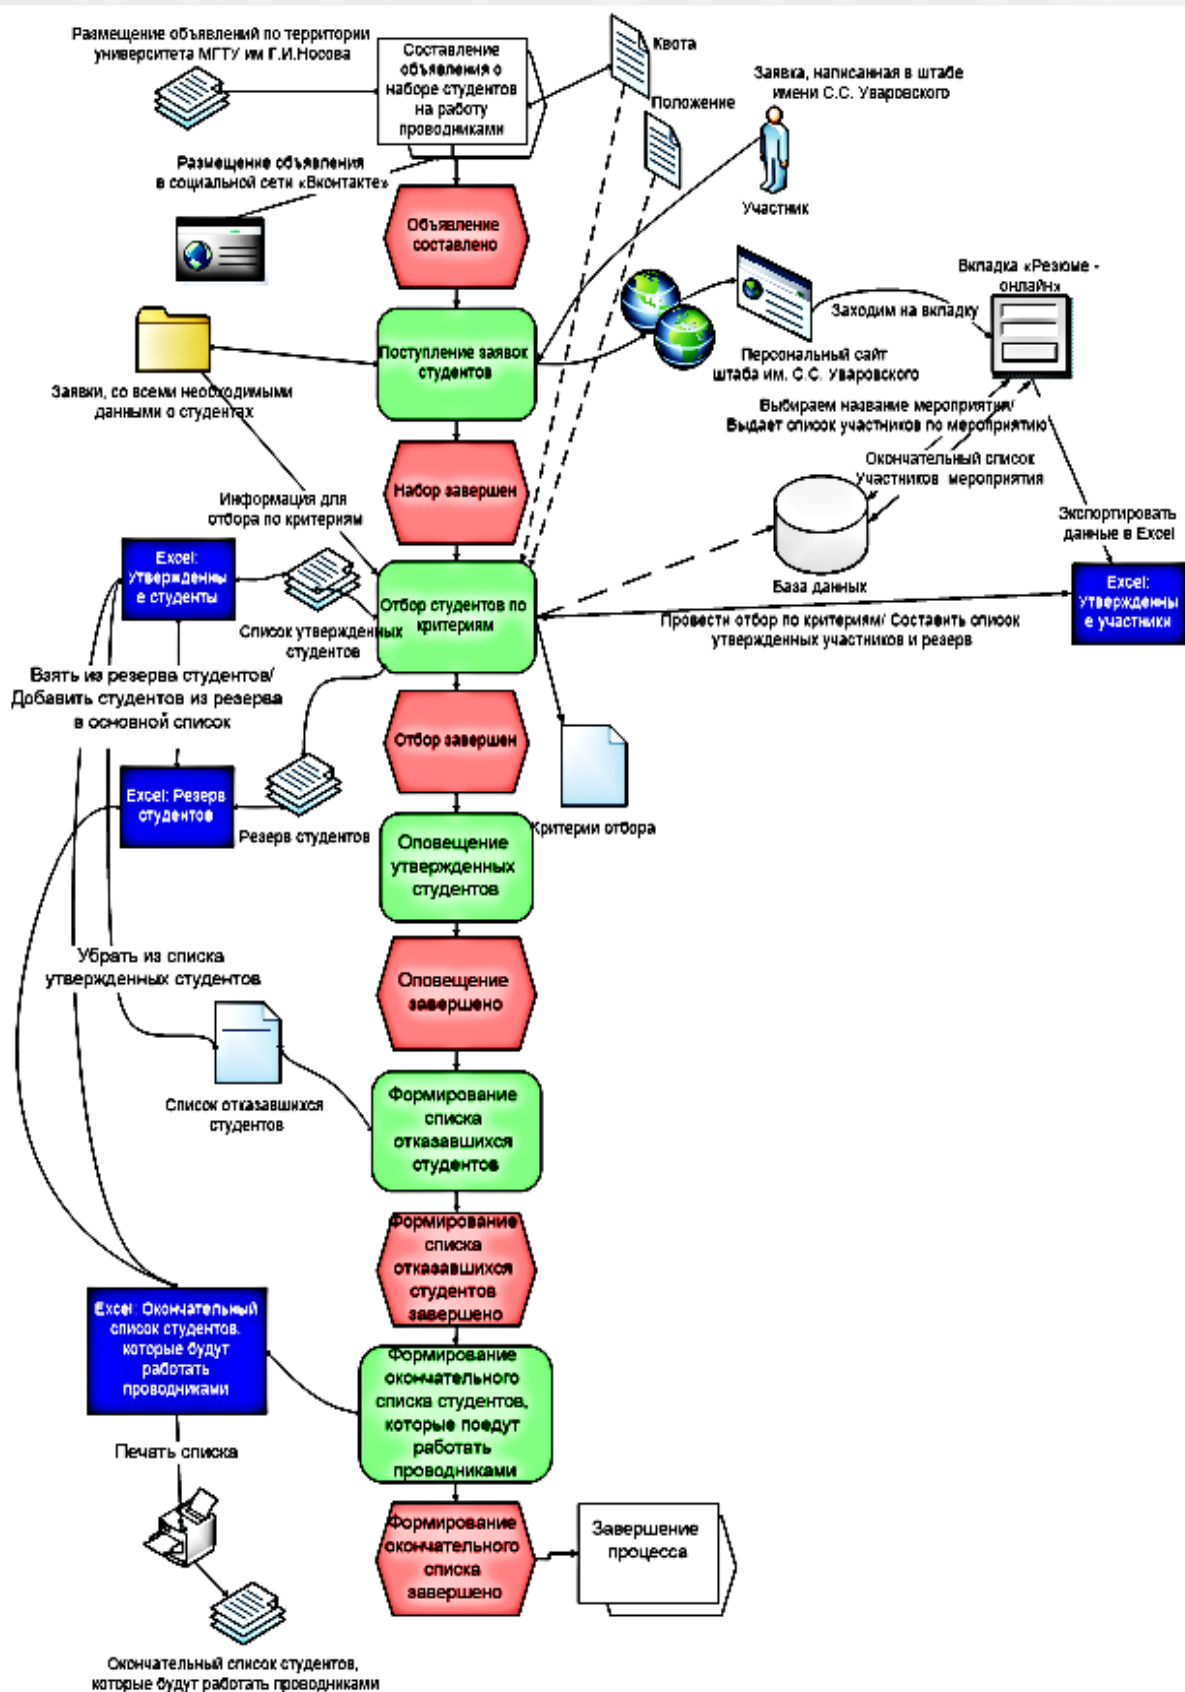 Размещение объявлений по территории
университета МГТУ им Г.И.Носова
Составление
объявления о
наборе студентов
на работу
проводниками
Квота
Положение
Заявка, написанная в штабе
имени С.С. Уваровского
Участник
Размещение объявления
в социальной сети «Вконтакте»
Объявление
составлено
Вкладка «Резюме -
онлайн»
Заходим на вкладку
Персональный сайт
штаба им. С.С. Уваровского
Поступление заявок
студентов
Заявки, со всеми необходимыми
данными о студентах
Выбираем название мероприятия/
Выдает список участников по мероприятию
Окончательный список
Участников мероприятия
Набор завершен
Информация для
отбора по критериям
Экспортировать
данные в Excel
База данных
Excel:
Утвержденны
е студенты
Отбор студентов по
критериям
Excel:
Утвержденны
е участники
Провести отбор по критериям/ Составить список
утвержденных участников и резерв
Список утвержденных
студентов
Взять из резерва студентов/
Добавить студентов из резерва
в основной список
Отбор завершен
Excel: Резерв
студентов
Резерв студентов
Критерии отбора
Оповещение
утвержденных
студентов
Убрать из списка
утвержденных студентов
Оповещение
завершено
Список отказавшихся
студентов
Формирование
списка
отказавшихся
студентов
Формирование
списка
отказавшихся
студентов
завершено
Excel: Окончательный
список студентов,
которые будут
работать
проводниками
Формирование
окончательного
списка студентов,
которые поедут
работать
проводниками
Печать списка
Формирование
окончательного
списка
завершено
Завершение
процесса
Окончательный список студентов,
которые будут работать проводниками